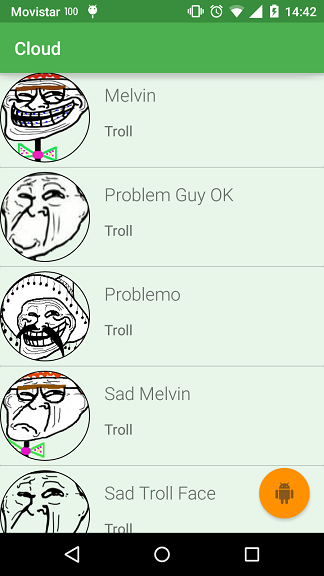 Movistar 100 14:42
Cloud
Melvin
Troll
Problem Guy OK
Troll
Problemo
Troll
Sad Melvin
Troll
Sad Troll Face
Troll